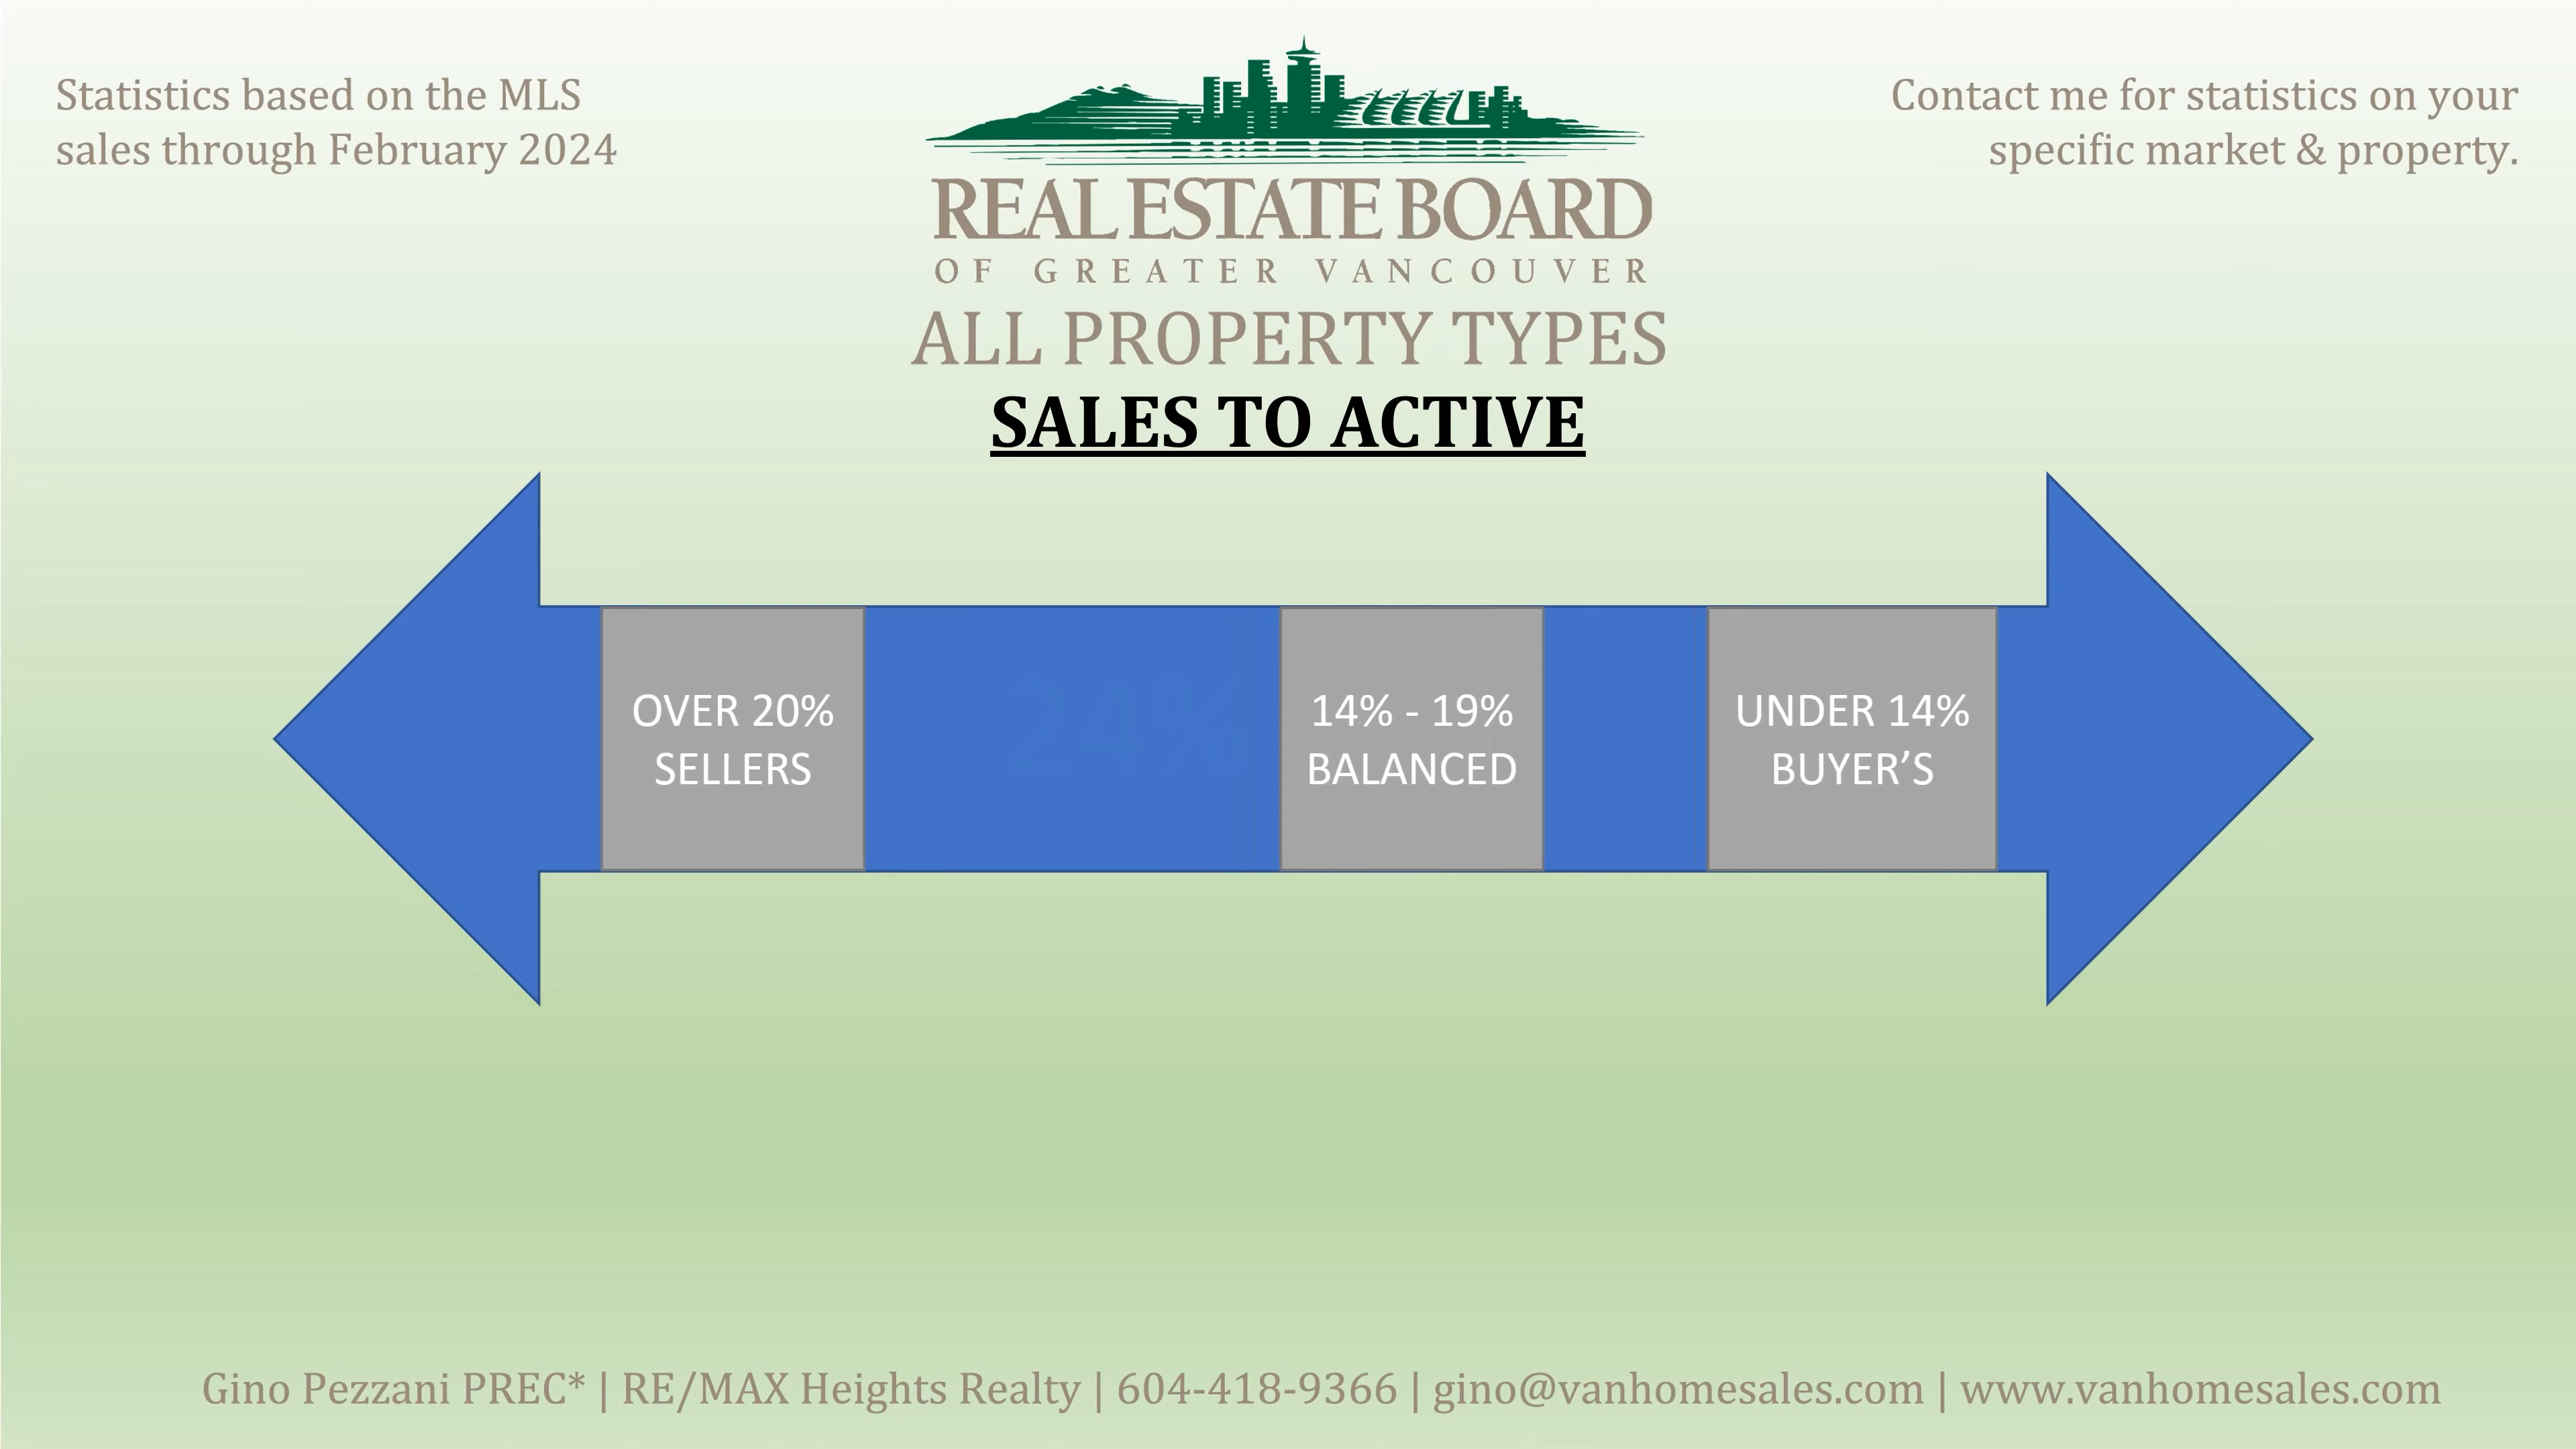 Statistics based on the MLS
sales through February 2024
Contact me for statistics on your
specific market & property.
REAL ESTATE BOARD
OF GREATER VANCOUVER
ALL PROPERTY TYPES
SALES TO ACTIVE
OVER 20%
SELLERS
24%
14% - 19%
BALANCED
UNDER 14%
BUYER’S
Gino Pezzani PREC* | RE/MAX Heights Realty | 604-418-9366 | gino@vanhomesales.com | www.vanhomesales.com